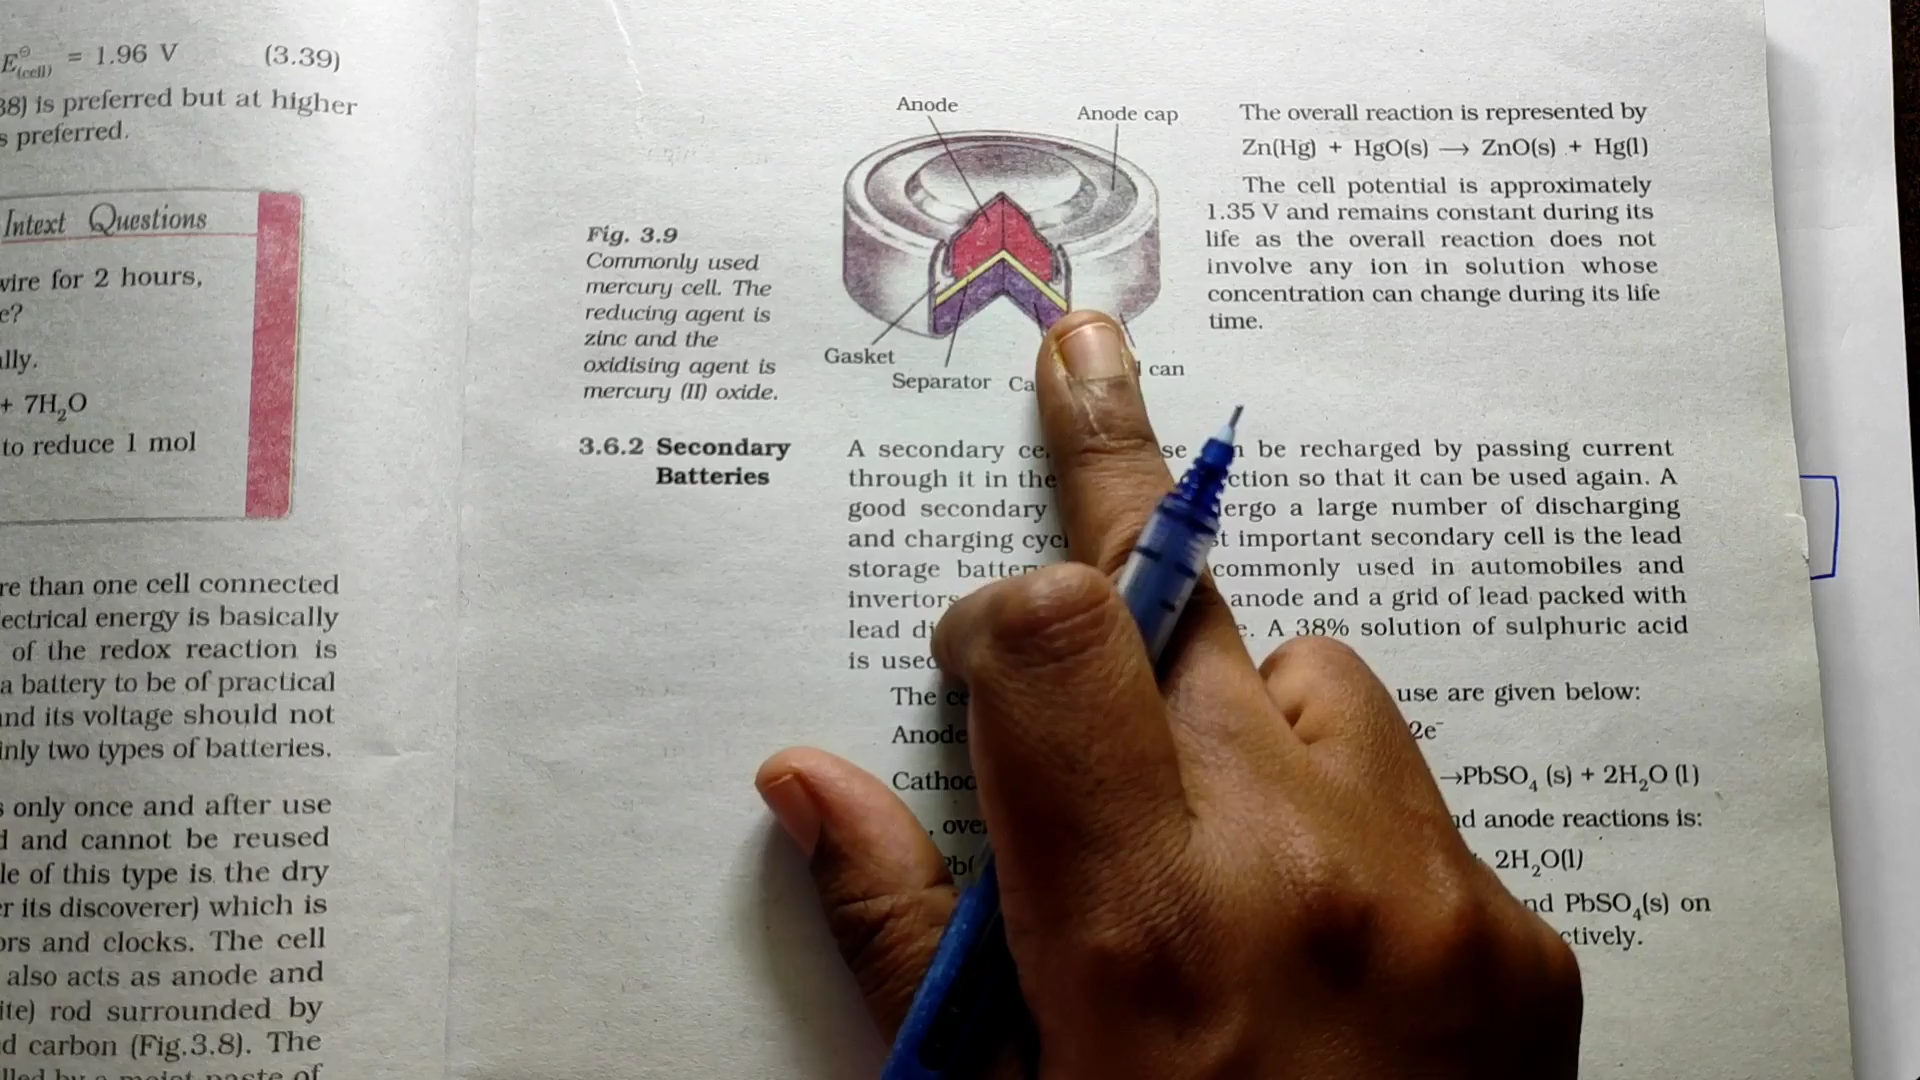 E⊖(cell) = 1.96 V (3.39)
38) is preferred but at higher
preferred.
Intext Questions
wire for 2 hours,
e?
ally.
+ 7H₂O
to reduce 1 mol
re than one cell connected
ectrical energy is basically
of the redox reaction is
a battery to be of practical
and its voltage should not
inly two types of batteries.
only once and after use
d and cannot be reused
le of this type is the dry
er its discoverer) which is
ors and clocks. The cell
also acts as anode and
ite) rod surrounded by
d carbon (Fig.3.8). The
a moist paste of
Fig. 3.9
Commonly used
mercury cell. The
reducing agent is
zinc and the
oxidising agent is
mercury (II) oxide.
Anode
Anode cap
Gasket
Separator Ca
can
The overall reaction is represented by
Zn(Hg) + HgO(s) ⟶ ZnO(s) + Hg(l)
The cell potential is approximately
1.35 V and remains constant during its
life as the overall reaction does not
involve any ion in solution whose
concentration can change during its life
time.
3.6.2 Secondary
Batteries
A secondary ce se n be recharged by passing current
through it in the ction so that it can be used again. A
good secondary ergo a large number of discharging
and charging cycl st important secondary cell is the lead
storage batter commonly used in automobiles and
invertors anode and a grid of lead packed with
lead di e. A 38% solution of sulphuric acid
is used
The ce use are given below:
Anode 2e⁻
Cathod →PbSO₄ (s) + 2H₂O (l)
, over nd anode reactions is:
Pb( + 2H₂O(l)
nd PbSO₄(s) on
ctively.